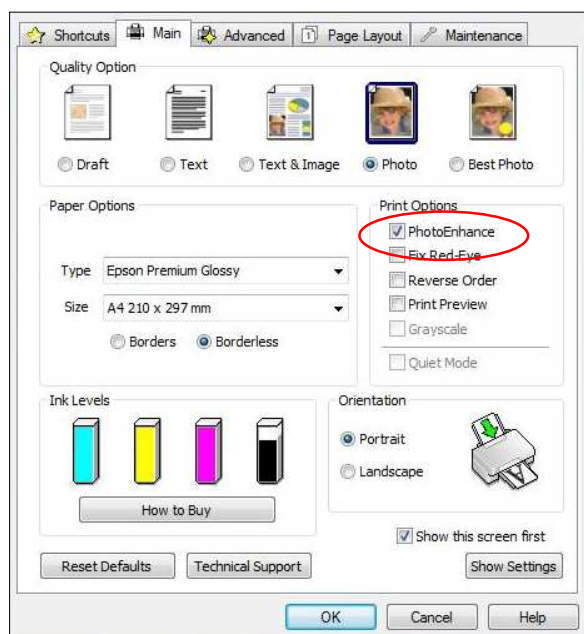 Shortcuts Main Advanced Page Layout Maintenance
Quality Option
Draft Text Text & Image Photo Best Photo
Paper Options
Type Epson Premium Glossy
Size A4 210 x 297 mm
Borders Borderless
Print Options
PhotoEnhance
Fix Red-Eye
Reverse Order
Print Preview
Grayscale
Quiet Mode
Ink Levels
How to Buy
Orientation
Portrait
Landscape
Show this screen first
Reset Defaults Technical Support Show Settings
OK Cancel Help